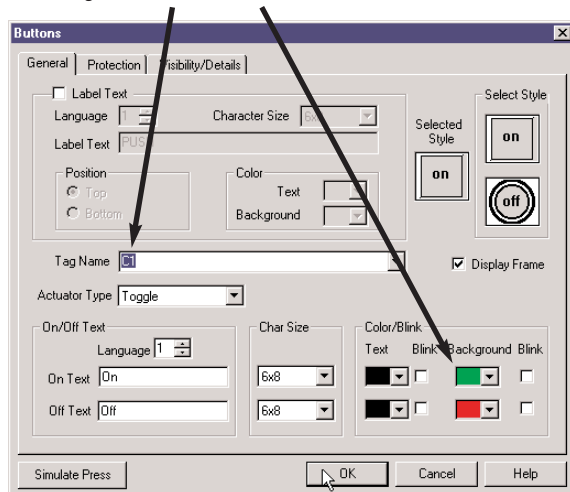 Buttons
General Protection Visibility/Details
Label Text
Language 1 Character Size 6x8
Label Text PUSH
Position
Top
Bottom
Color
Text
Background
Selected
Style
on
Select Style
on
off
Tag Name C1
Display Frame
Actuator Type Toggle
On/Off Text
Language 1
On Text On
Off Text Off
Char Size
6x8
6x8
Color/Blink
Text Blink Background Blink
Simulate Press OK Cancel Help